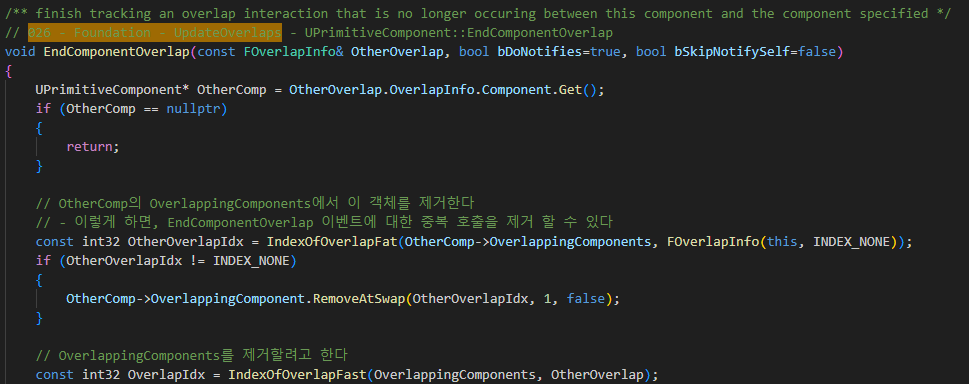 /** finish tracking an overlap interaction that is no longer occuring between this component and the component specified */
// 026 - Foundation - UpdateOverlaps - UPrimitiveComponent::EndComponentOverlap
void EndComponentOverlap(const FOverlapInfo& OtherOverlap, bool bDoNotifies=true, bool bSkipNotifySelf=false)
{
UPrimitiveComponent* OtherComp = OtherOverlap.OverlapInfo.Component.Get();
if (OtherComp == nullptr)
{
return;
}
// OtherComp의 OverlappingComponents에서 이 객체를 제거한다
// - 이렇게 하면, EndComponentOverlap 이벤트에 대한 중복 호출을 제거 할 수 있다
const int32 OtherOverlapIdx = IndexOfOverlapFat(OtherComp->OverlappingComponents, FOverlapInfo(this, INDEX_NONE));
if (OtherOverlapIdx != INDEX_NONE)
{
OtherComp->OverlappingComponent.RemoveAtSwap(OtherOverlapIdx, 1, false);
}
// OverlappingComponents를 제거할려고 한다
const int32 OverlapIdx = IndexOfOverlapFast(OverlappingComponents, OtherOverlap);